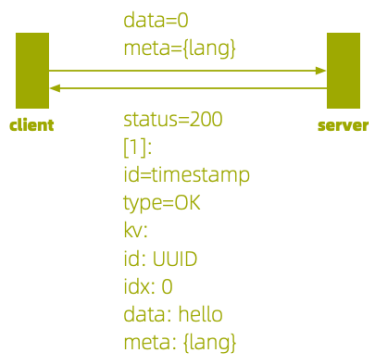 data=0
meta={lang}
client
server
status=200
[1]:
id=timestamp
type=OK
kv:
id: UUID
idx: 0
data: hello
meta: {lang}